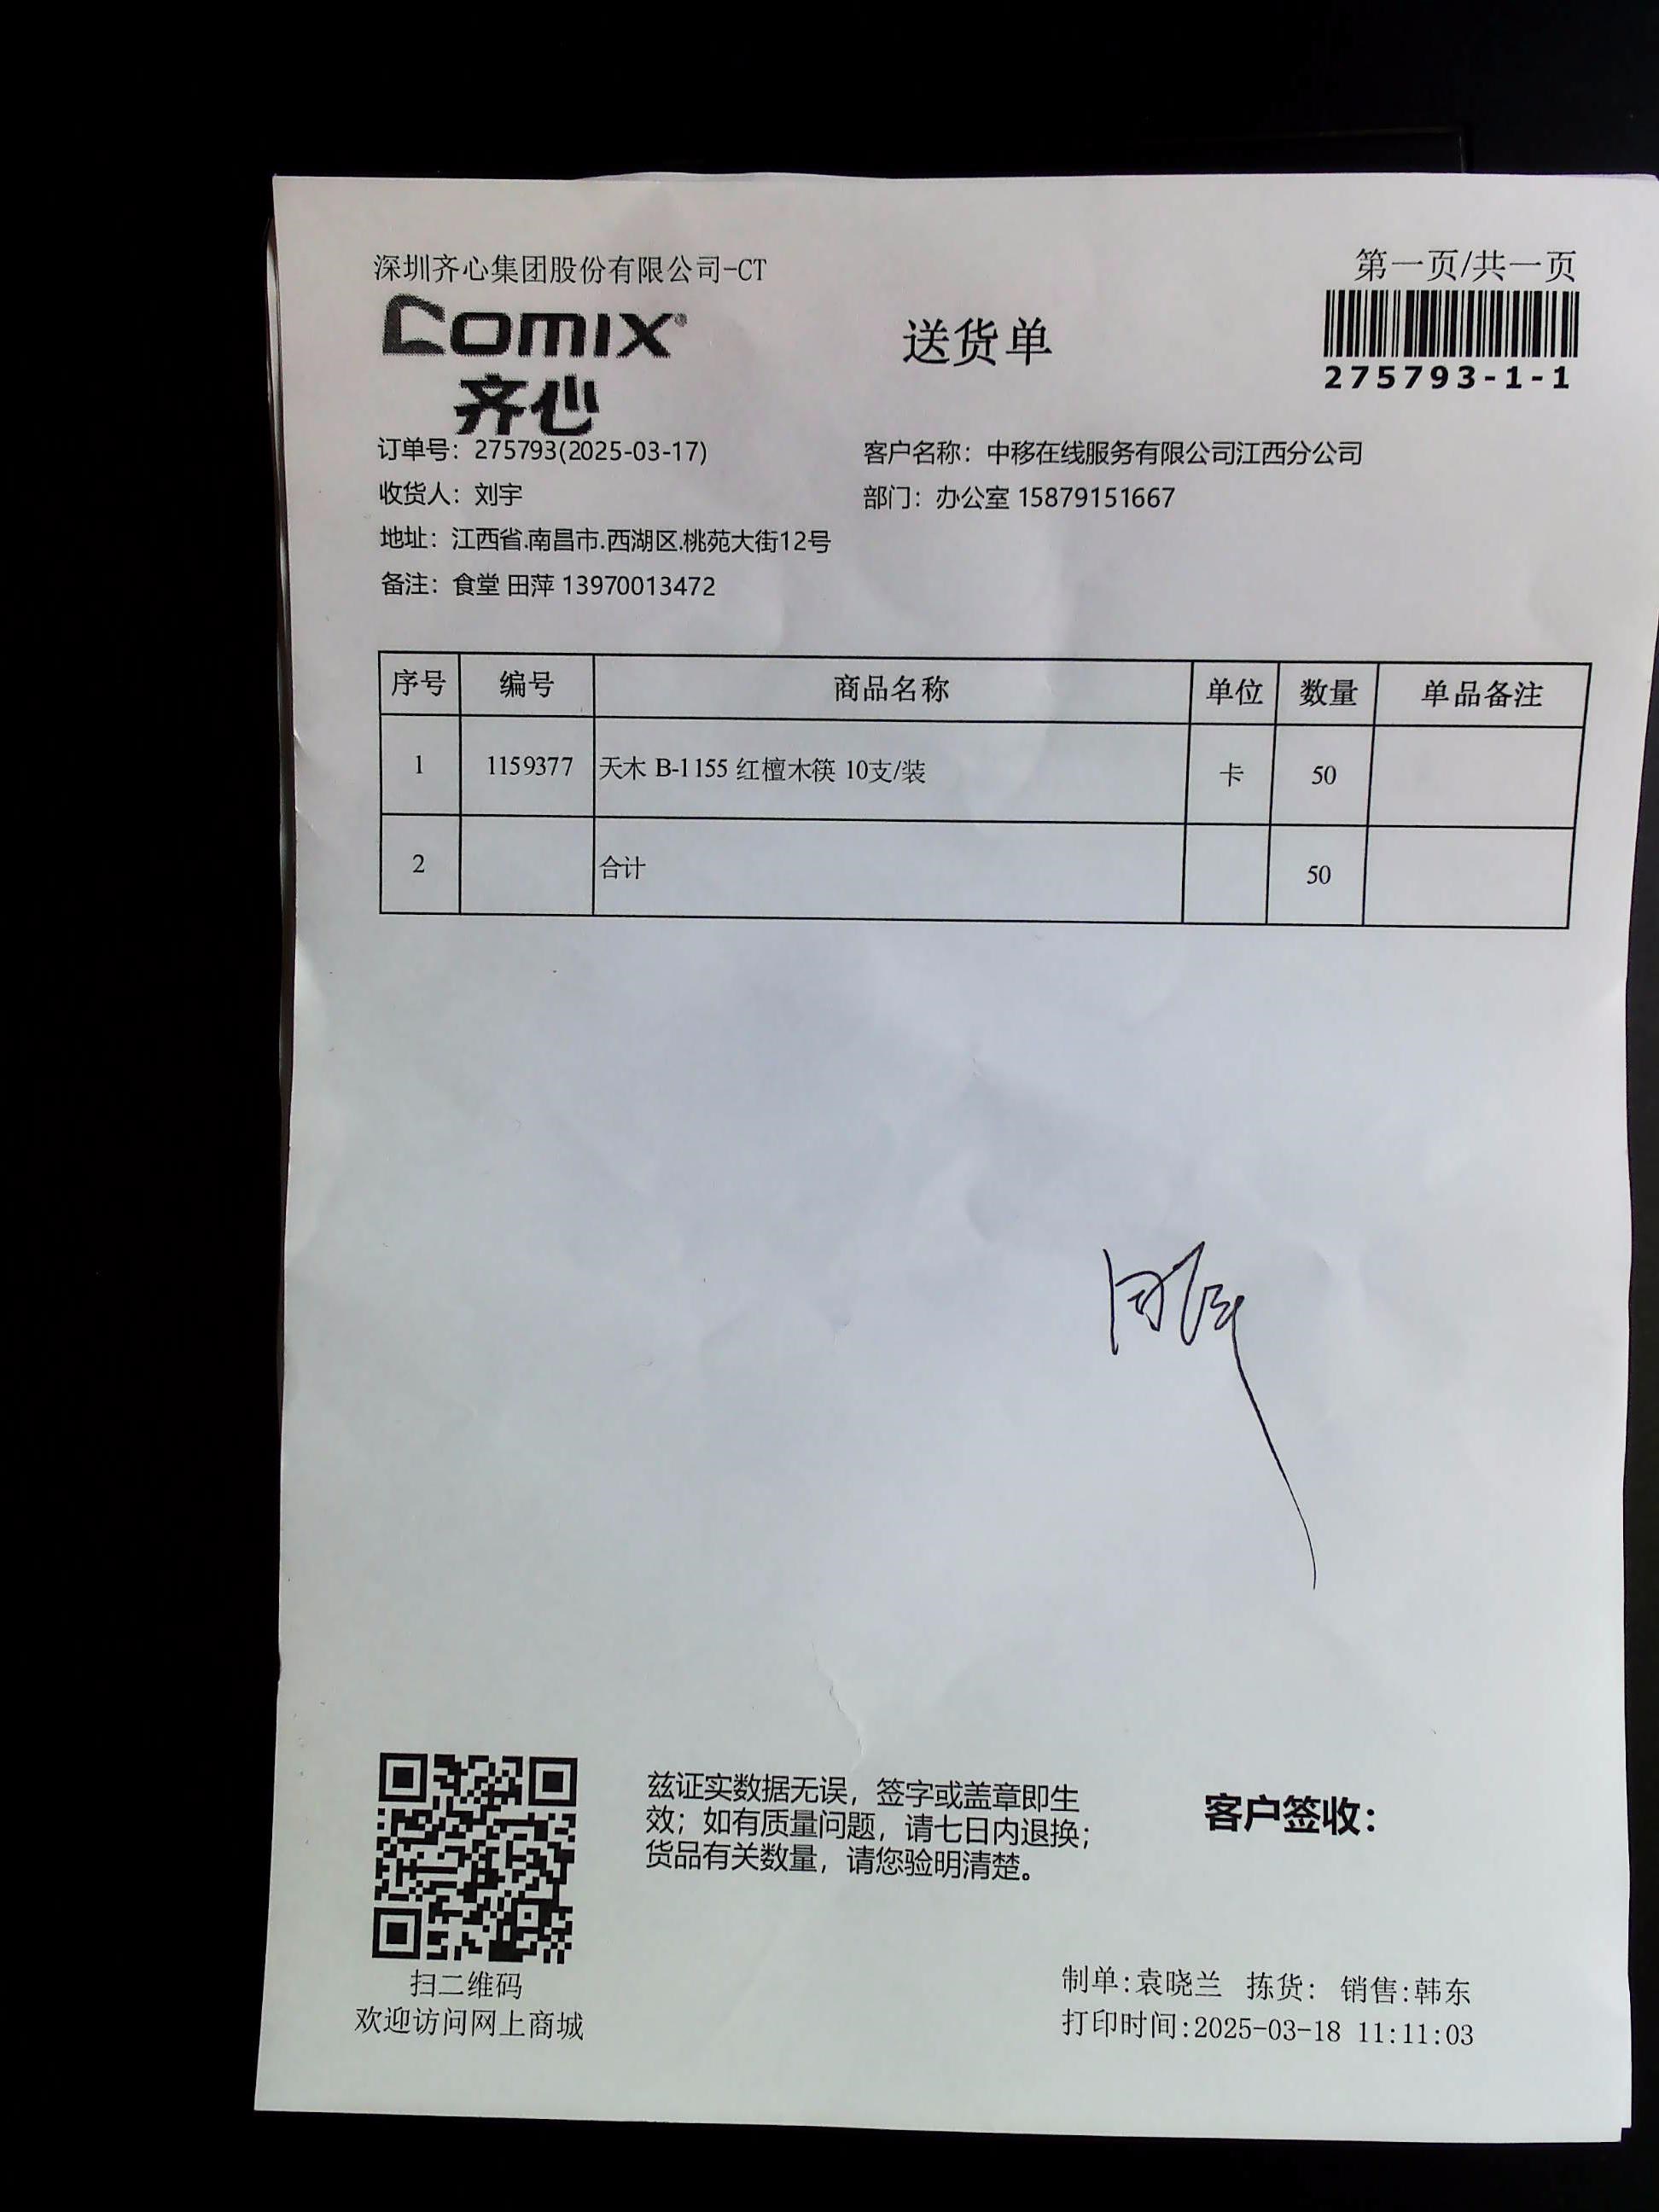 深圳齐心集团股份有限公司-CT
第一页/共一页
Comix®
齐心
送货单
275793-1-1
订单号：275793(2025-03-17)
客户名称：中移在线服务有限公司江西分公司
收货人：刘宇
部门：办公室 15879151667
地址：江西省.南昌市.西湖区.桃苑大街12号
备注：食堂 田萍 13970013472
序号 编号 商品名称 单位 数量 单品备注
1 1159377 天木 B-1155 红檀木筷 10支/装 卡 50
2 合计 50
兹证实数据无误，签字或盖章即生
效；如有质量问题，请七日内退换；
货品有关数量，请您验明清楚。
客户签收：
扫二维码
欢迎访问网上商城
制单:袁晓兰 拣货: 销售:韩东
打印时间:2025-03-18 11:11:03